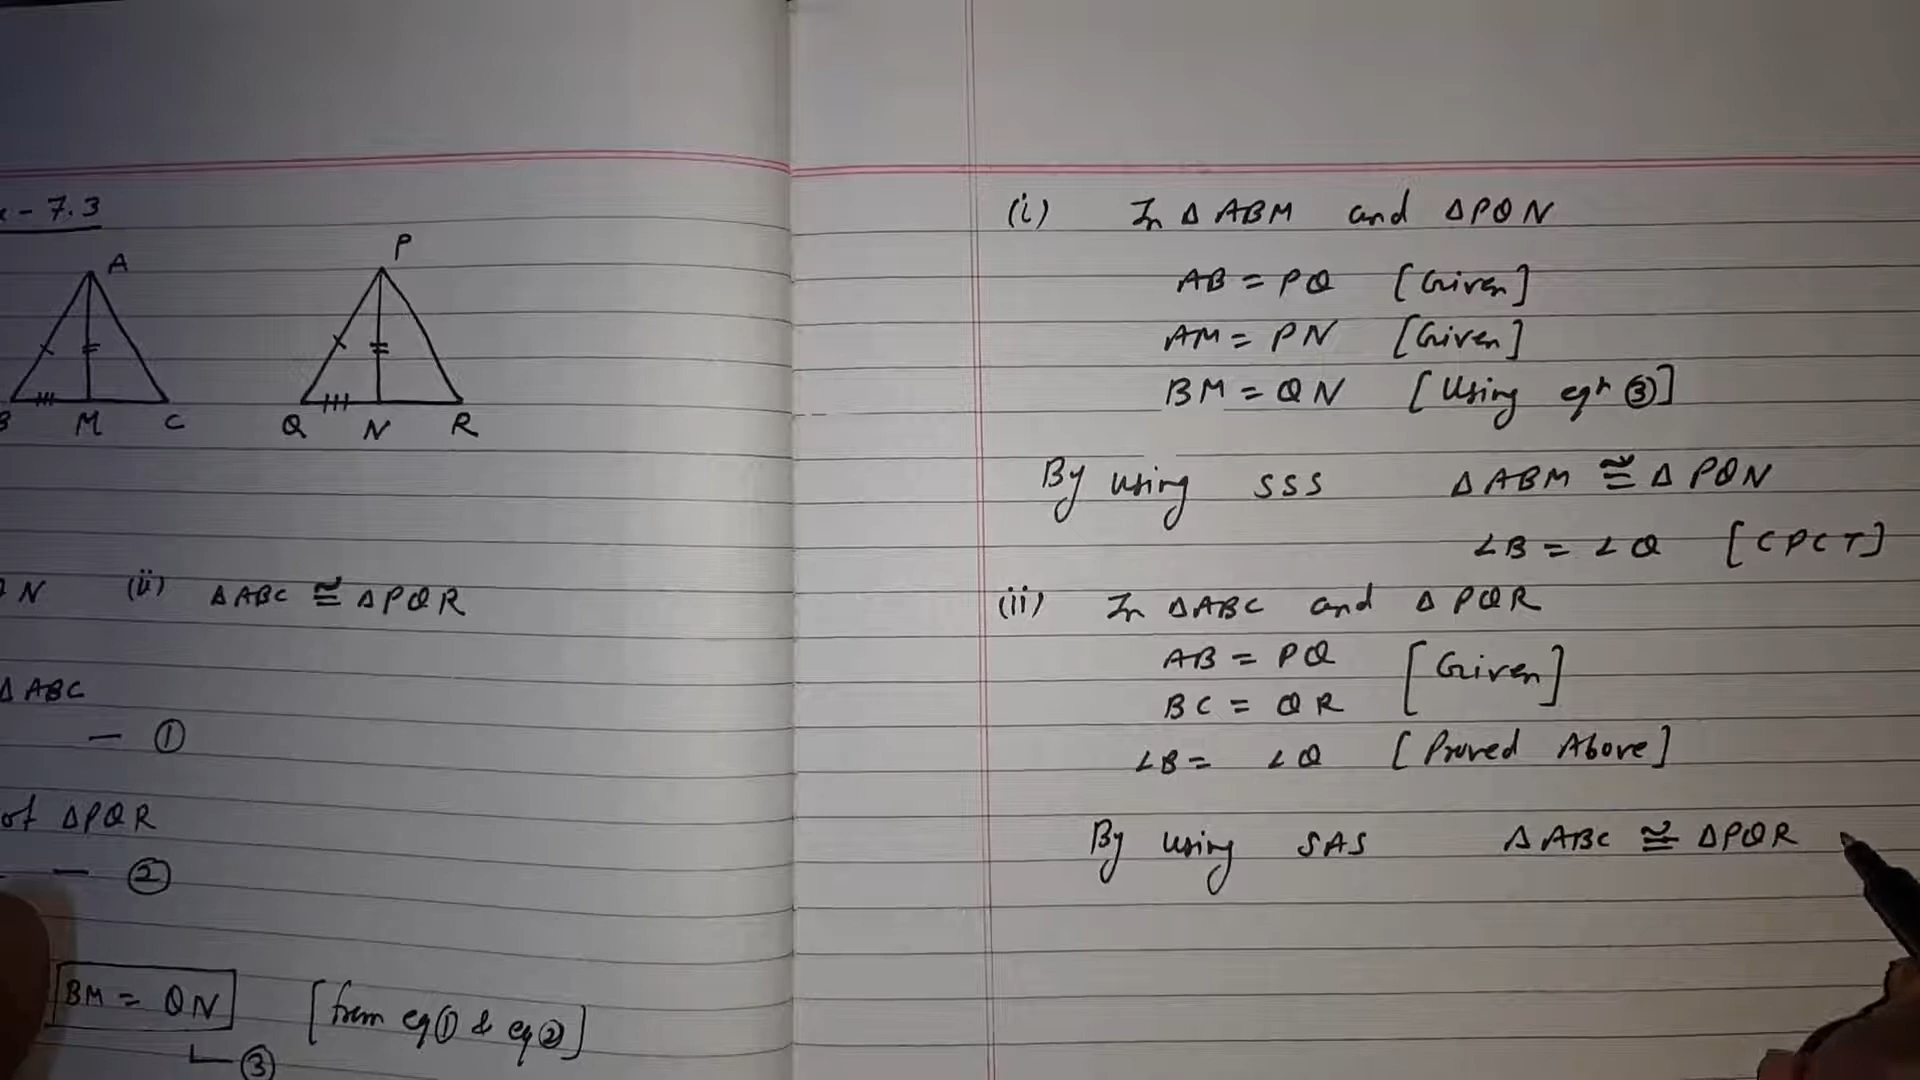 - 7.3
A
P
B M C
Q N R
N (ii) ΔABC ≅ ΔPQR
ΔABC
— ①
of ΔPQR
— ②
BM = QN [from eq① & eq②]
③
(i) In ΔABM and ΔPQN
AB = PQ [Given]
AM = PN [Given]
BM = QN [Using eqn ③]
By using SSS ΔABM ≅ ΔPQN
∠B = ∠Q [CPCT]
(ii) In ΔABC and ΔPQR
AB = PQ [Given]
BC = QR
∠B = ∠Q [Proved Above]
By using SAS ΔABC ≅ ΔPQR